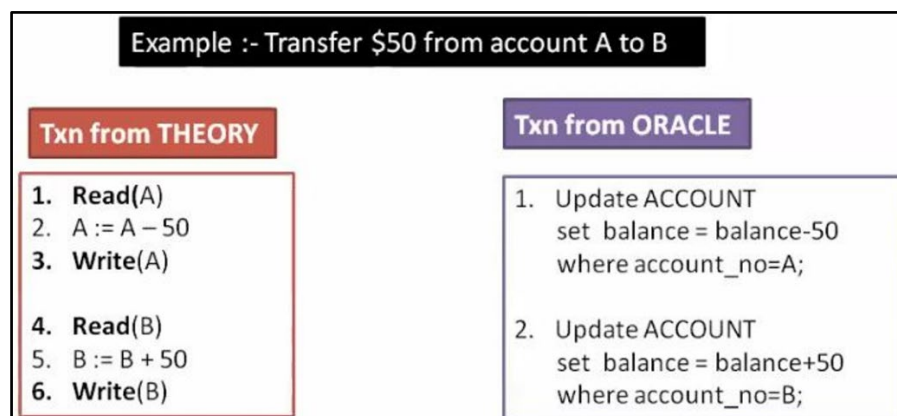 Example :- Transfer $50 from account A to B
Txn from THEORY
1. Read(A)
2. A := A – 50
3. Write(A)
4. Read(B)
5. B := B + 50
6. Write(B)
Txn from ORACLE
1. Update ACCOUNT
set balance = balance-50
where account_no=A;
2. Update ACCOUNT
set balance = balance+50
where account_no=B;